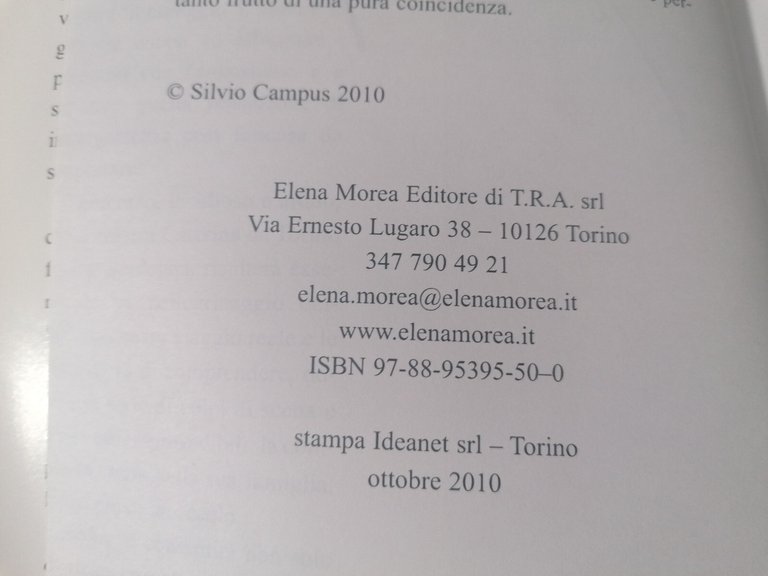 tanto frutto di una pura coincidenza.
© Silvio Campus 2010
Elena Morea Editore di T.R.A. srl
Via Ernesto Lugaro 38 – 10126 Torino
347 790 49 21
elena.morea@elenamorea.it
www.elenamorea.it
ISBN 97-88-95395-50–0
stampa Ideanet srl – Torino
ottobre 2010